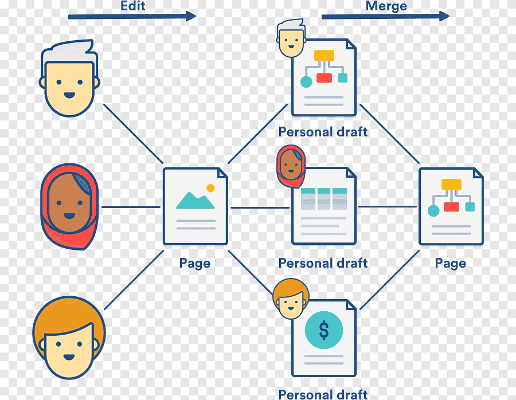 Edit
Merge
Personal draft
Page
$
Personal draft
Page
Personal draft